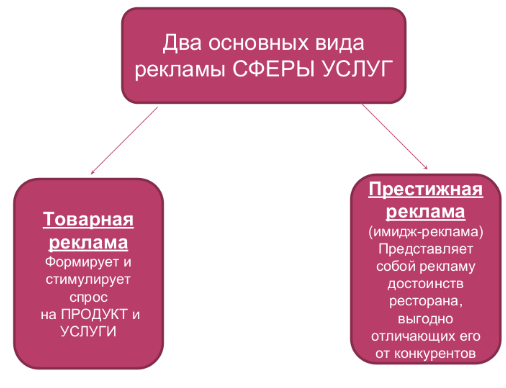 Два основных вида
рекламы СФЕРЫ УСЛУГ
Товарная
реклама
Формирует и
стимулирует
спрос
на ПРОДУКТ и
УСЛУГИ
Престижная
реклама
(имидж-реклама)
Представляет
собой рекламу
достоинств
ресторана,
выгодно
отличающих его
от конкурентов